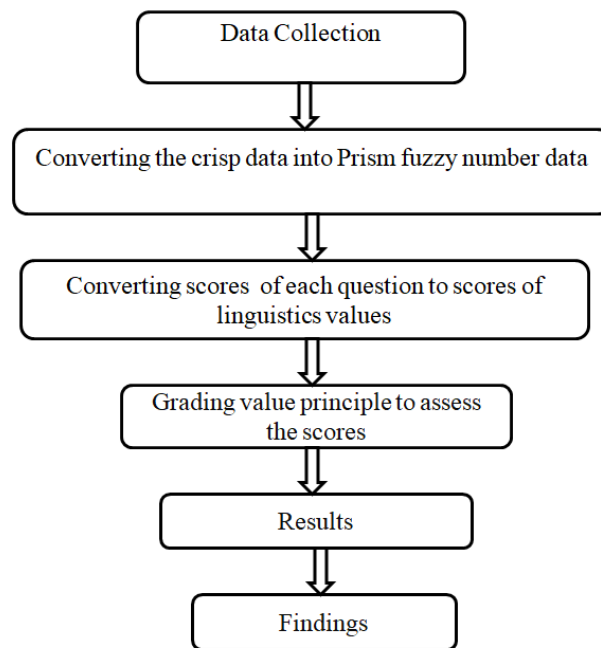 Data Collection
Converting the crisp data into Prism fuzzy number data
Converting scores of each question to scores of
linguistics values
Grading value principle to assess
the scores
Results
Findings